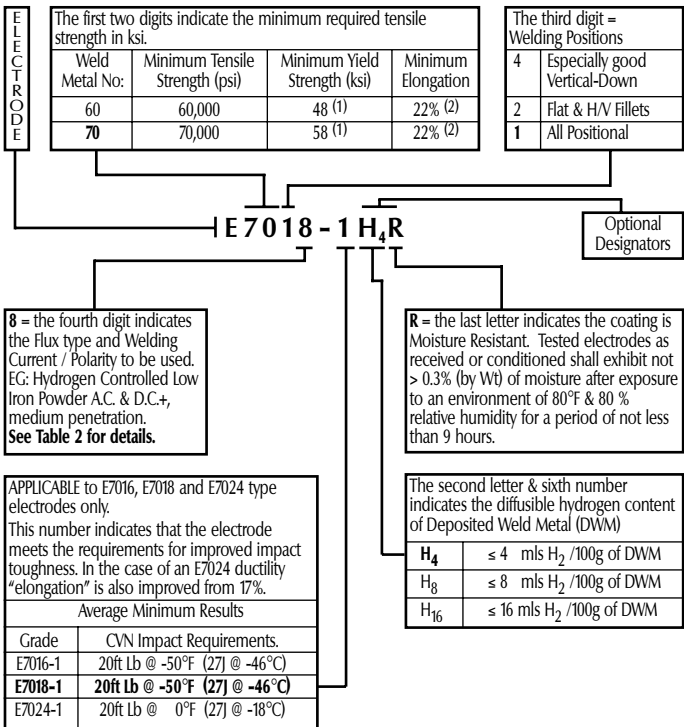 ELECTRODE
The first two digits indicate the minimum required tensile
strength in ksi.
Weld Metal No: Minimum Tensile Strength (psi) Minimum Yield Strength (ksi) Minimum Elongation
60 60,000 48 (1) 22% (2)
70 70,000 58 (1) 22% (2)
The third digit =
Welding Positions
4 Especially good
Vertical-Down
2 Flat & H/V Fillets
1 All Positional
E 7 0 1 8 - 1 H4 R
Optional
Designators
8 = the fourth digit indicates
the Flux type and Welding
Current / Polarity to be used.
EG: Hydrogen Controlled Low
Iron Powder A.C. & D.C.+,
medium penetration.
See Table 2 for details.
R = the last letter indicates the coating is
Moisture Resistant. Tested electrodes as
received or conditioned shall exhibit not
> 0.3% (by Wt) of moisture after exposure
to an environment of 80°F & 80 %
relative humidity for a period of not less
than 9 hours.
APPLICABLE to E7016, E7018 and E7024 type
electrodes only.
This number indicates that the electrode
meets the requirements for improved impact
toughness. In the case of an E7024 ductility
"elongation" is also improved from 17%.
Average Minimum Results
Grade CVN Impact Requirements.
E7016-1 20ft Lb @ -50°F (27J @ -46°C)
E7018-1 20ft Lb @ -50°F (27J @ -46°C)
E7024-1 20ft Lb @ 0°F (27J @ -18°C)
The second letter & sixth number
indicates the diffusible hydrogen content
of Deposited Weld Metal (DWM)
H4 ≤ 4 mls H2 /100g of DWM
H8 ≤ 8 mls H2 /100g of DWM
H16 ≤ 16 mls H2 /100g of DWM